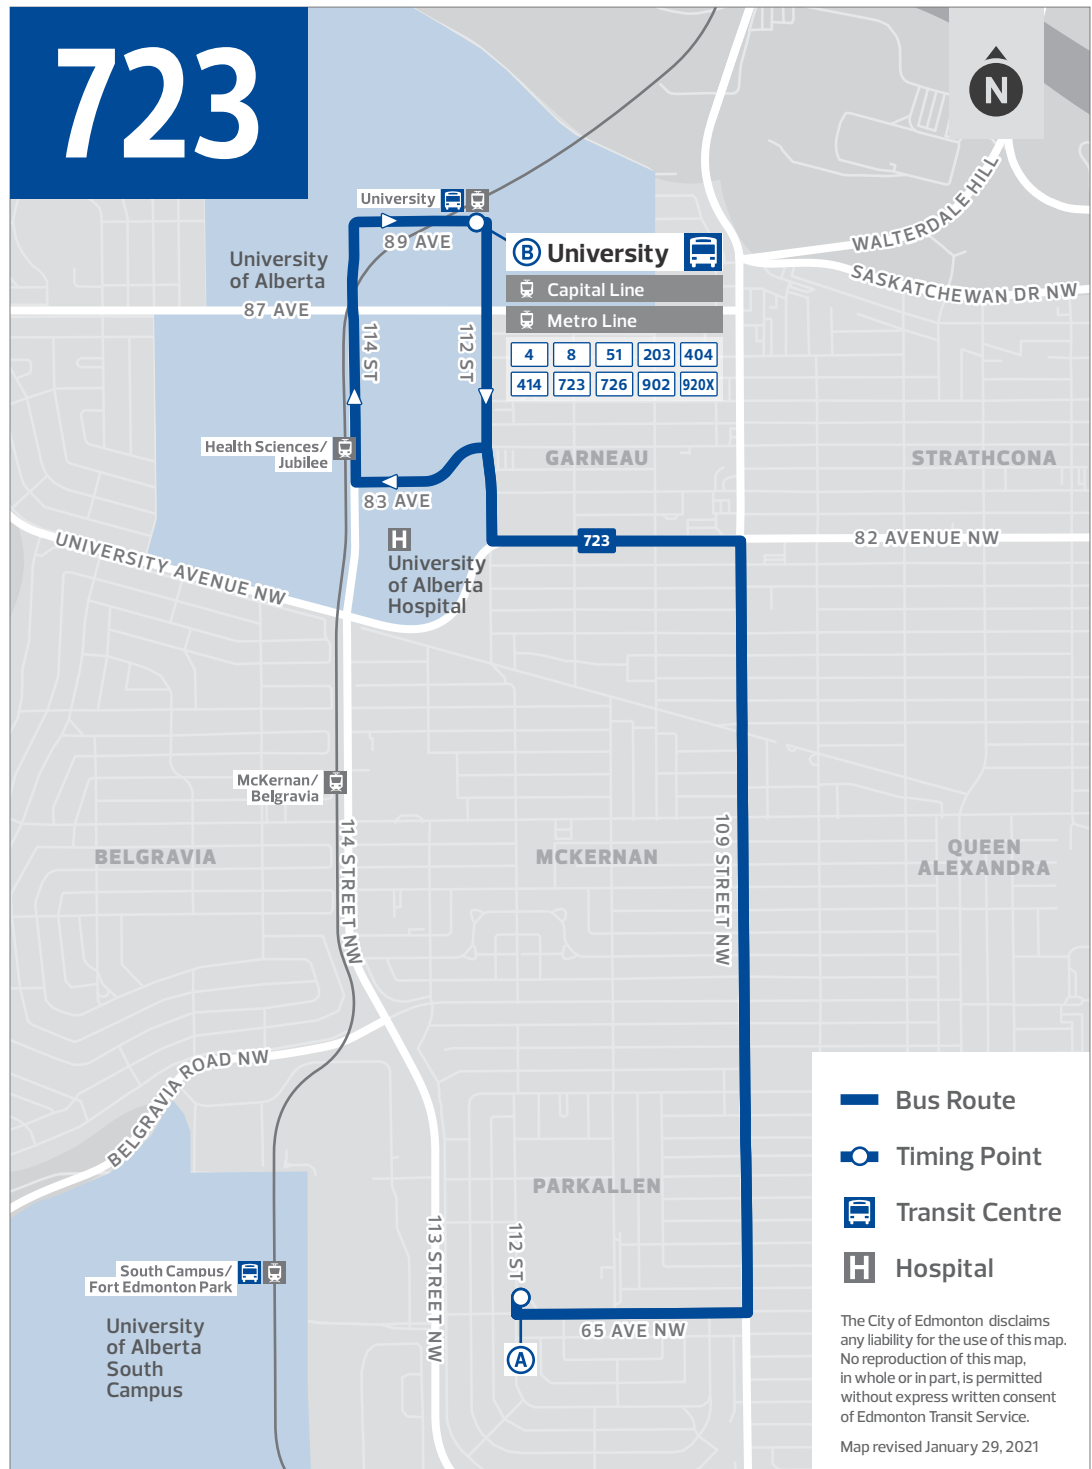 723
N
WALTERDALE HILL
SASKATCHEWAN DR NW
University
89 AVE
University
of Alberta
87 AVE
B University
Capital Line
Metro Line
4 8 51 203 404
414 723 726 902 920X
114 ST
112 ST
Health Sciences/
Jubilee
83 AVE
GARNEAU
STRATHCONA
H
University
of Alberta
Hospital
723
82 AVENUE NW
UNIVERSITY AVENUE NW
McKernan/
Belgravia
114 STREET NW
BELGRAVIA
MCKERNAN
109 STREET NW
QUEEN
ALEXANDRA
BELGRAVIA ROAD NW
PARKALLEN
113 STREET NW
112 ST
65 AVE NW
A
South Campus/
Fort Edmonton Park
University
of Alberta
South
Campus
Bus Route
Timing Point
Transit Centre
H Hospital
The City of Edmonton disclaims
any liability for the use of this map.
No reproduction of this map,
in whole or in part, is permitted
without express written consent
of Edmonton Transit Service.
Map revised January 29, 2021